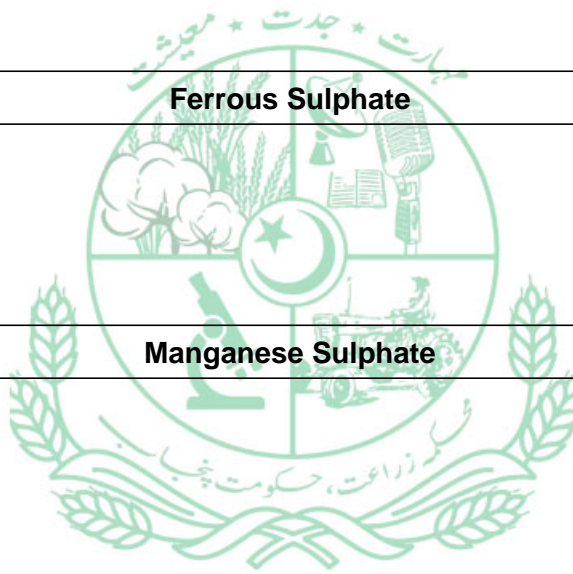 مہارت ٭ جدت ٭ معیشت
Ferrous Sulphate
Manganese Sulphate
محکمہ زراعت، حکومت پنجاب